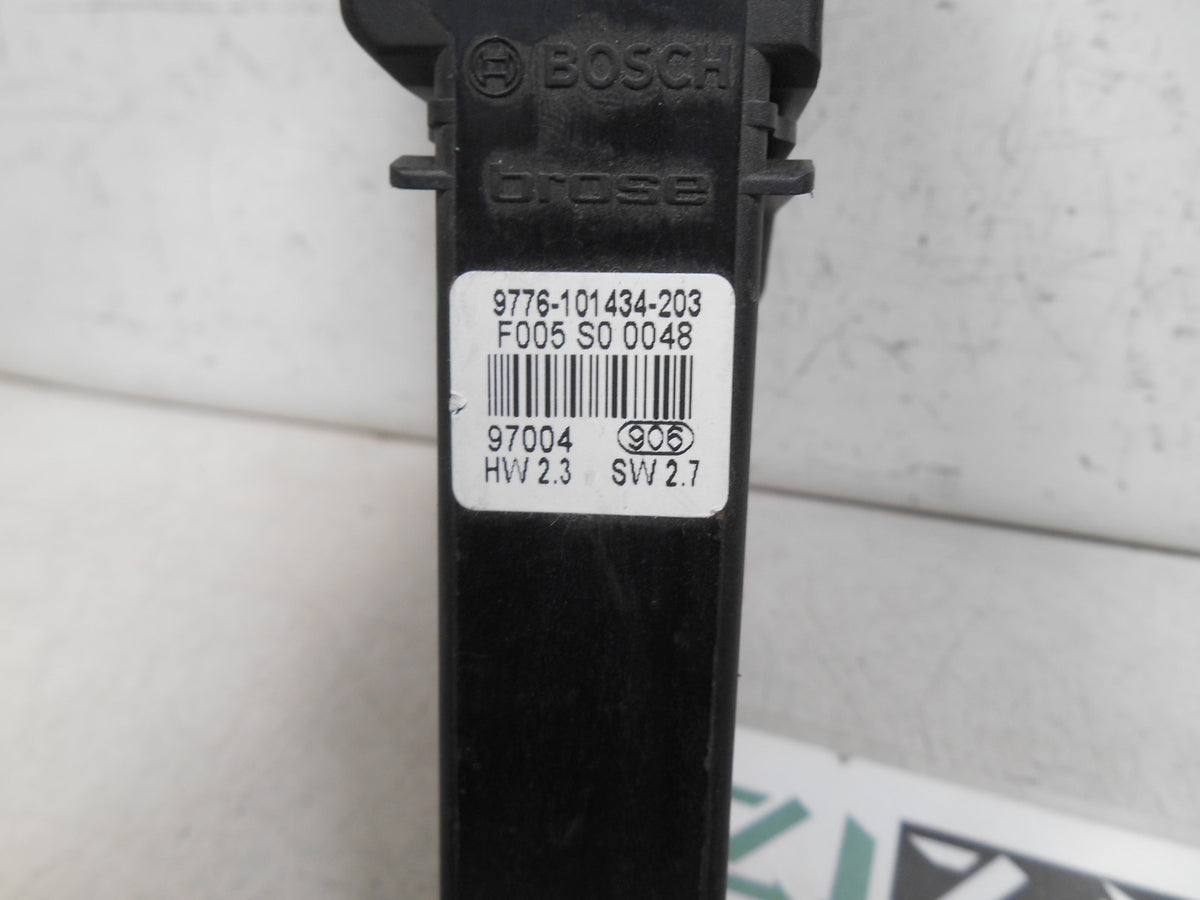 BOSCH
brose
9776-101434-203
F005 S0 0048
97004 906
HW 2.3 SW 2.7